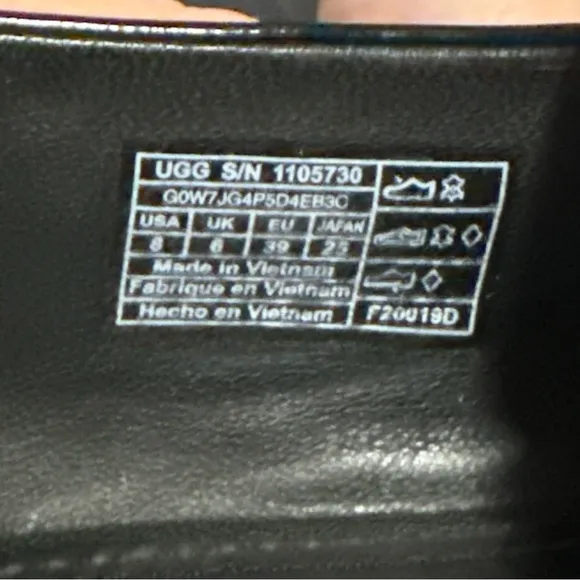 UGG S/N 1105730
G0W7JG4P5D4EB3C
USA UK EU JAPAN
8 6 39 25
Made in Vietnam
Fabrique en Vietnam
Hecho en Vietnam
F20019D